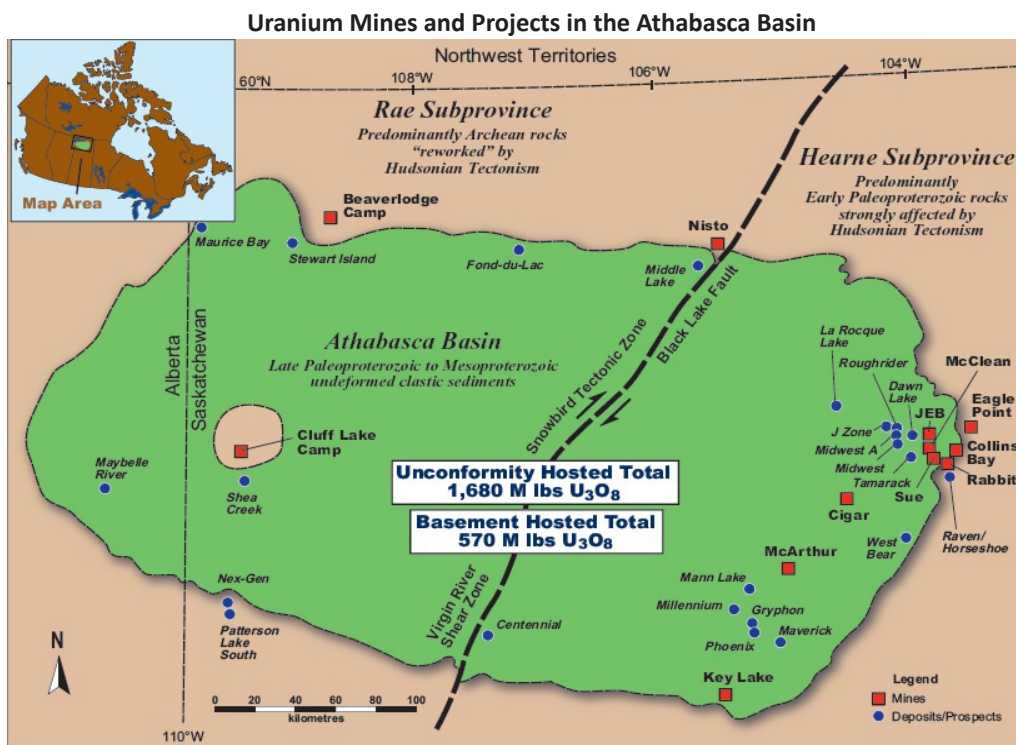 Uranium Mines and Projects in the Athabasca Basin
Northwest Territories
60°N
108°W
106°W
104°W
Map Area
Rae Subprovince
Predominantly Archean rocks
“reworked” by
Hudsonian Tectonism
Hearne Subprovince
Predominantly
Early Paleoproterozoic rocks
strongly affected by
Hudsonian Tectonism
Beaverlodge
Camp
Maurice Bay
Stewart Island
Fond-du-Lac
Middle
Lake
Nisto
Alberta
Saskatchewan
Athabasca Basin
Late Paleoproterozoic to Mesoproterozoic
undeformed clastic sediments
Snowbird Tectonic Zone
Black Lake Fault
La Rocque
Lake
Roughrider
McClean
Dawn
Lake
JEB
Eagle
Point
J Zone
Midwest A
Midwest
Tamarack
Collins
Bay
Rabbit
Sue
Cluff Lake
Camp
Maybelle
River
Shea
Creek
Unconformity Hosted Total
1,680 M lbs U₃O₈
Basement Hosted Total
570 M lbs U₃O₈
Cigar
West
Bear
Raven/
Horseshoe
McArthur
Nex-Gen
Patterson
Lake
South
Virgin River
Shear Zone
Centennial
Mann Lake
Millennium
Gryphon
Phoenix
Maverick
Key Lake
N
0 20 40 60 80 100
kilometres
110°W
Legend
Mines
Deposits/Prospects